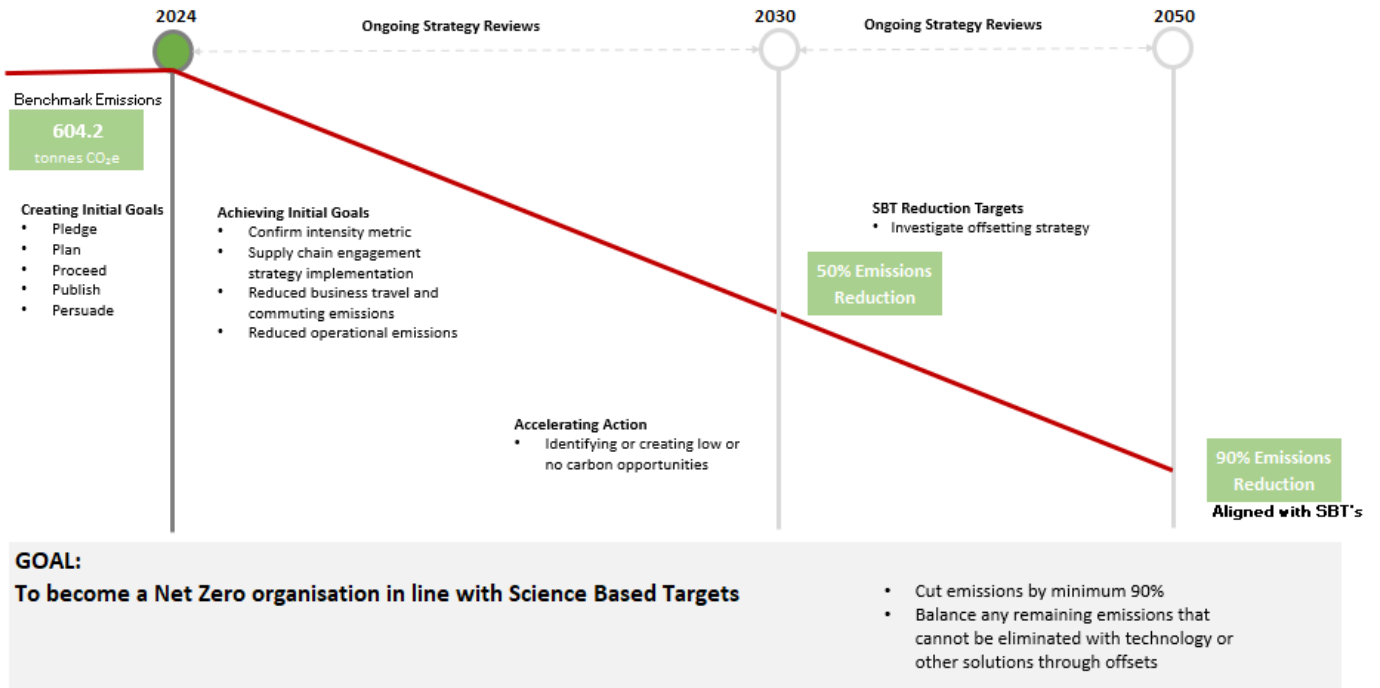 2024
Ongoing Strategy Reviews
2030
Ongoing Strategy Reviews
2050
Benchmark Emissions
604.2
tonnes CO₂e
Creating Initial Goals
• Pledge
• Plan
• Proceed
• Publish
• Persuade
Achieving Initial Goals
• Confirm intensity metric
• Supply chain engagement
strategy implementation
• Reduced business travel and
commuting emissions
• Reduced operational emissions
Accelerating Action
• Identifying or creating low or
no carbon opportunities
SBT Reduction Targets
• Investigate offsetting strategy
50% Emissions
Reduction
90% Emissions
Reduction
Aligned with SBT's
GOAL:
To become a Net Zero organisation in line with Science Based Targets
• Cut emissions by minimum 90%
• Balance any remaining emissions that
cannot be eliminated with technology or
other solutions through offsets